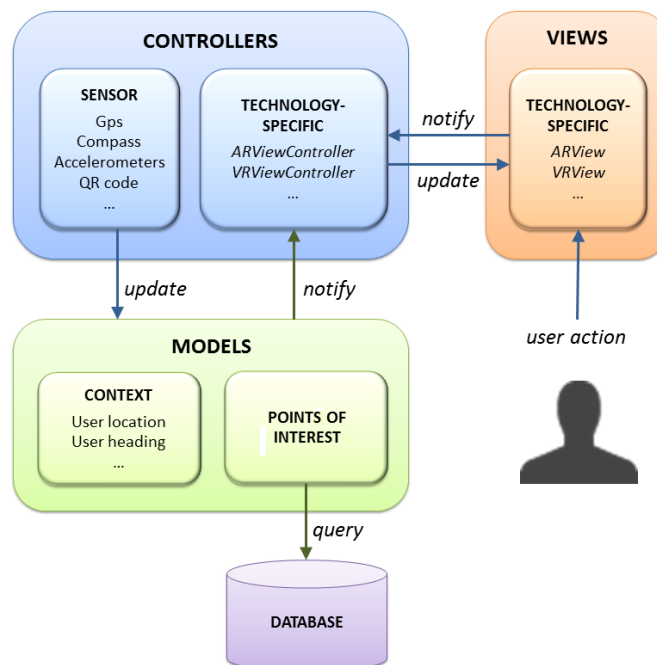 CONTROLLERS
SENSOR
Gps
Compass
Accelerometers
QR code
...
TECHNOLOGY-
SPECIFIC
ARViewController
VRViewController
...
notify
update
VIEWS
TECHNOLOGY-
SPECIFIC
ARView
VRView
...
update
notify
user action
MODELS
CONTEXT
User location
User heading
...
POINTS OF
INTEREST
query
DATABASE